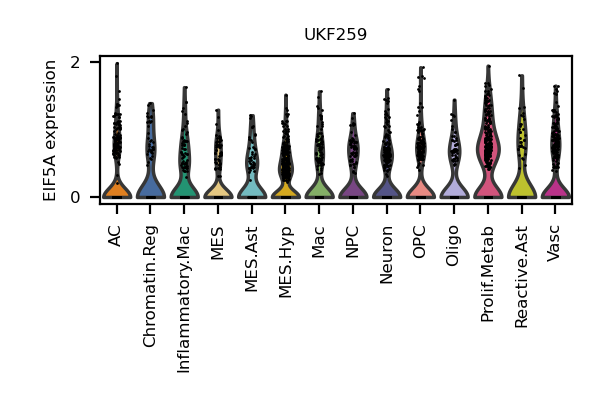 UKF259
EIF5A expression
2
0
AC
Chromatin.Reg
Inflammatory.Mac
MES
MES.Ast
MES.Hyp
Mac
NPC
Neuron
OPC
Oligo
Prolif.Metab
Reactive.Ast
Vasc